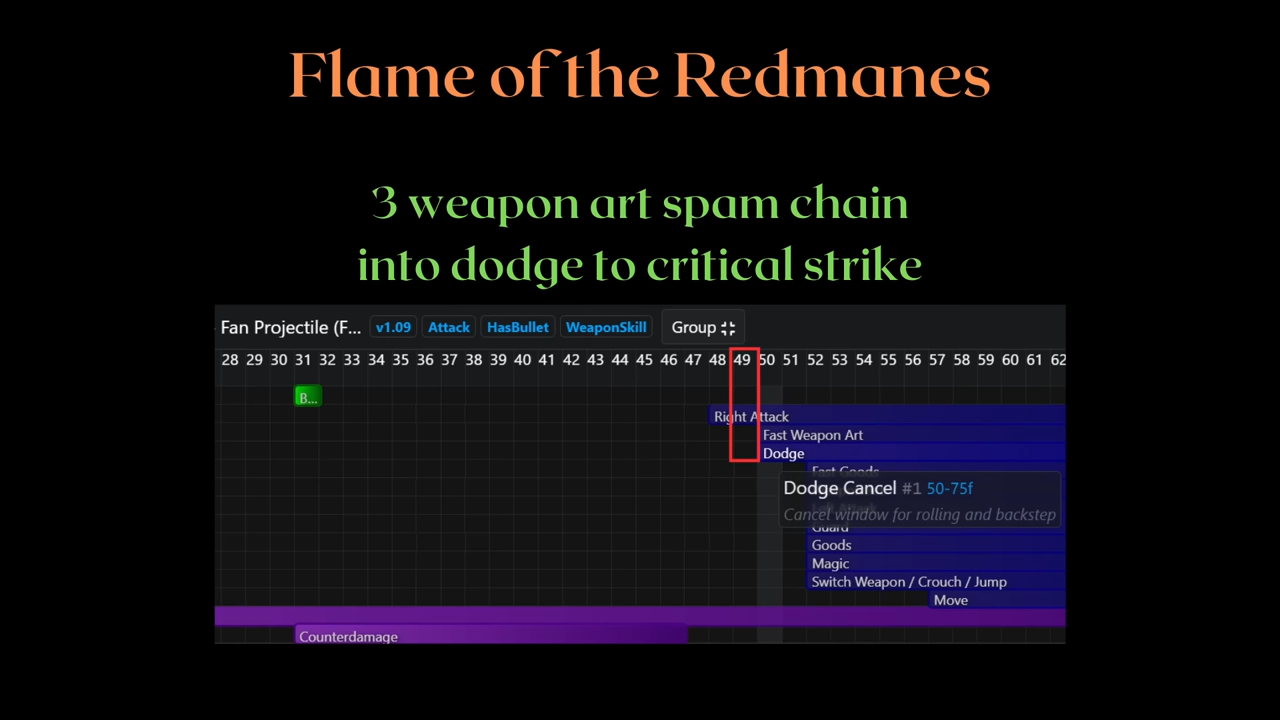 Flame of the Redmanes
3 weapon art spam chain
into dodge to critical strike
Fan Projectile (F... v1.09 Attack HasBullet WeaponSkill Group
28 29 30 31 32 33 34 35 36 37 38 39 40 41 42 43 44 45 46 47 48 49 50 51 52 53 54 55 56 57 58 59 60 61 62
B...
Right Attack
Fast Weapon Art
Dodge
Fast Goods
Dodge Cancel #1 50-75f
Cancel window for rolling and backstep
Guard
Goods
Magic
Switch Weapon / Crouch / Jump
Move
Counterdamage